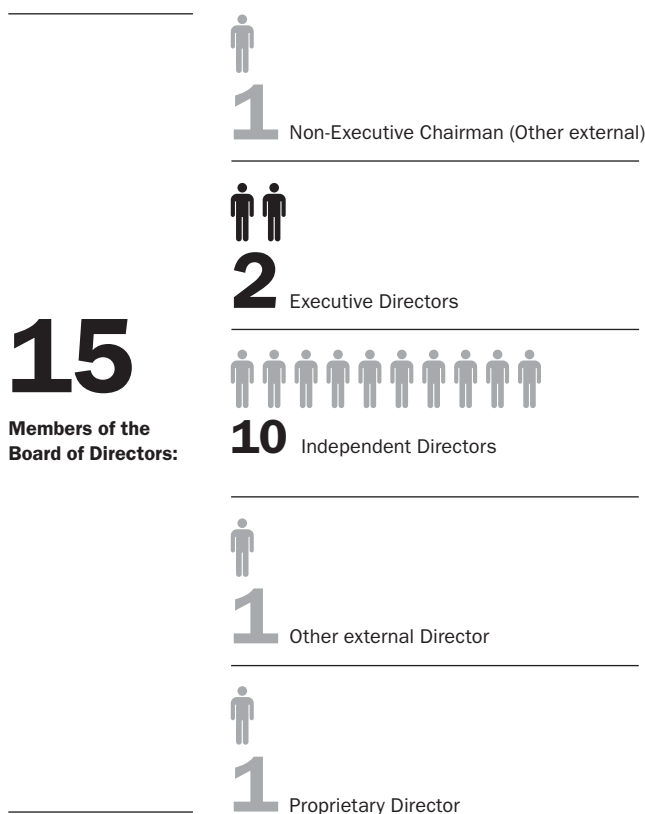 1 Non-Executive Chairman (Other external)
2 Executive Directors
15
Members of the
Board of Directors:
10 Independent Directors
1 Other external Director
1 Proprietary Director